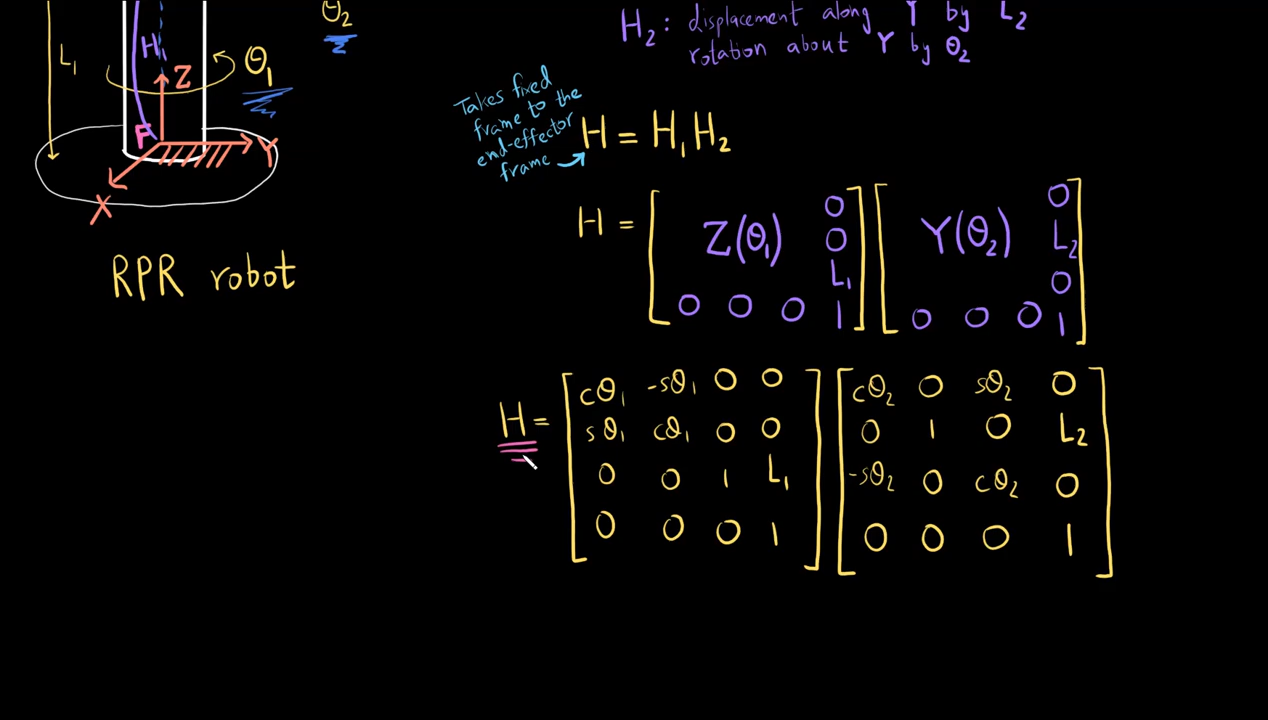 Θ₂
H₂: displacement along Y by L₂
rotation about Y by Θ₂
L₁
H₁
Θ₁
Z
F
Y
X
RPR robot
Takes fixed
frame to the
end-effector
frame
H = H₁H₂
H = [ Z(Θ₁) 0 0 L₁ 0 0 0 1 ] [ Y(Θ₂) 0 L₂ 0 0 0 0 1 ]
H =
cΘ₁ -sΘ₁ 0 0
sΘ₁ cΘ₁ 0 0
0 0 1 L₁
0 0 0 1
cΘ₂ 0 sΘ₂ 0
0 1 0 L₂
-sΘ₂ 0 cΘ₂ 0
0 0 0 1